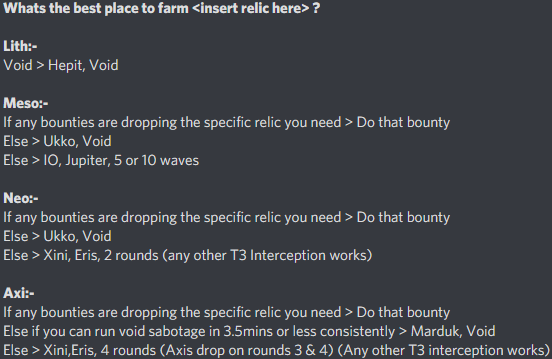 Whats the best place to farm <insert relic here> ?
Lith:-
Void > Hepit, Void
Meso:-
If any bounties are dropping the specific relic you need > Do that bounty
Else > Ukko, Void
Else > IO, Jupiter, 5 or 10 waves
Neo:-
If any bounties are dropping the specific relic you need > Do that bounty
Else > Ukko, Void
Else > Xini, Eris, 2 rounds (any other T3 Interception works)
Axi:-
If any bounties are dropping the specific relic you need > Do that bounty
Else if you can run void sabotage in 3.5mins or less consistently > Marduk, Void
Else > Xini,Eris, 4 rounds (Axis drop on rounds 3 & 4) (Any other T3 interception works)